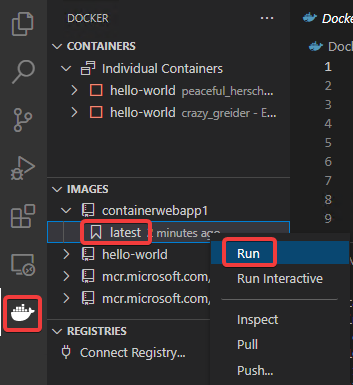 DOCKER
Docker
CONTAINERS
Docke
Individual Containers
1
hello-world peaceful_hersch...
2
hello-world crazy_greider - E...
3
4
5
6
7
IMAGES
containerwebapp1
8
latest 2 minutes ago
9
hello-world
Run
mcr.microsoft.com,
Run Interactive
mcr.microsoft.com,
Inspect
REGISTRIES
Pull
Connect Registry...
Push...